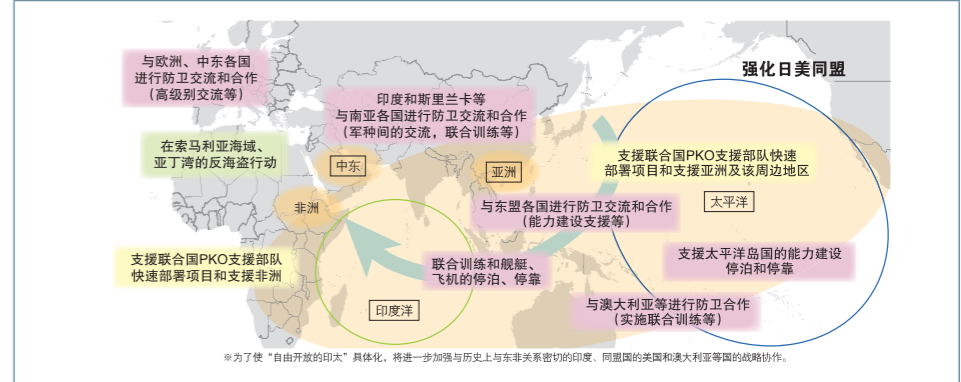 强化日美同盟
与欧洲、中东各国
进行防卫交流和合作
（高级别交流等）
印度和斯里兰卡等
与南亚各国进行防卫交流和合作
（军种间的交流，联合训练等）
在索马利亚海域、
亚丁湾的反海盗行动
中东
亚洲
支援联合国PKO支援部队快速
部署项目和支援亚洲及该周边地区
非洲
太平洋
与东盟各国进行防卫交流和合作
（能力建设支援等）
支援联合国PKO支援部队
快速部署项目和支援非洲
联合训练和舰艇、
飞机的停泊、停靠
支援太平洋岛国的能力建设
停泊和停靠
印度洋
与澳大利亚等进行防卫合作
（实施联合训练等）
※为了使“自由开放的印太”具体化，将进一步加强与历史上与东非关系密切的印度、同盟国的美国和澳大利亚等国的战略协作。